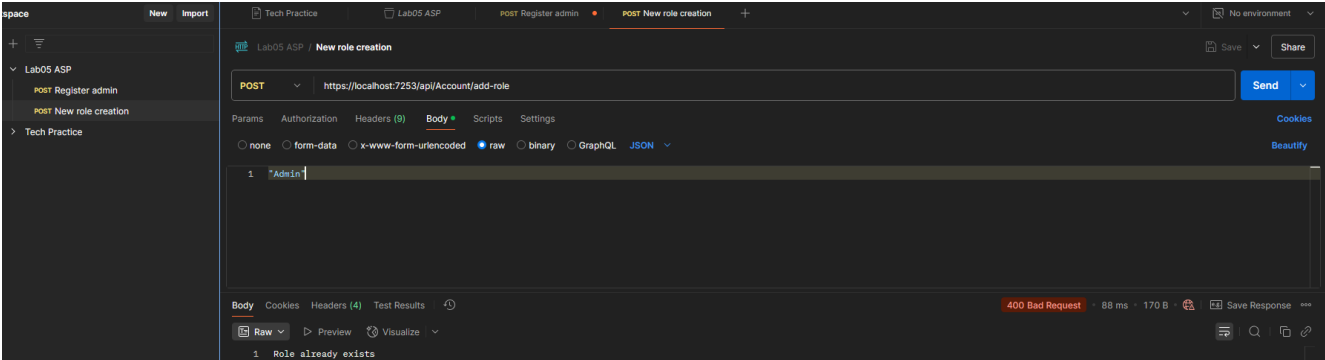 space New Import Tech Practice Lab05 ASP POST Register admin POST New role creation + No environment
+ HTTP Lab05 ASP / New role creation Save Share
Lab05 ASP
POST Register admin
POST New role creation
Tech Practice
POST https://localhost:7253/api/Account/add-role Send
Params Authorization Headers (9) Body Scripts Settings Cookies
none form-data x-www-form-urlencoded raw binary GraphQL JSON Beautify
1 "Admin"
Body Cookies Headers (4) Test Results 400 Bad Request 88 ms 170 B Save Response
Raw Preview Visualize
1 Role already exists